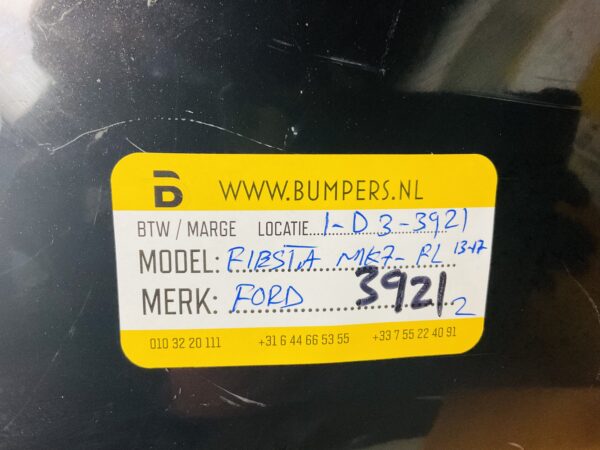 B WWW.BUMPERS.NL
BTW / MARGE LOCATIE 1-D3-3921
MODEL: FIESTA MK7-FL 13-17
MERK: FORD 3921 2
010 32 20 111 +31 6 44 66 53 55 +33 7 55 22 40 91